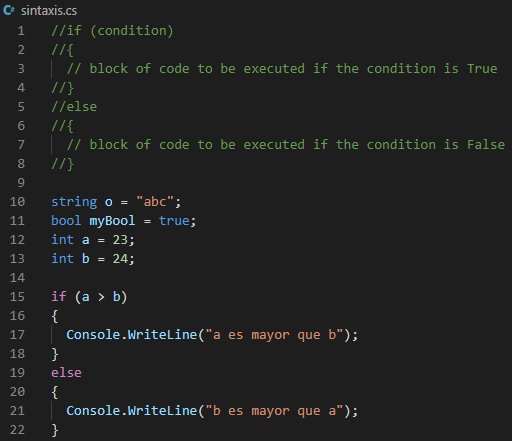 sintaxis.cs
1 //if (condition)
2 //{
3   // block of code to be executed if the condition is True
4 //}
5 //else
6 //{
7   // block of code to be executed if the condition is False
8 //}
9
10 string o = "abc";
11 bool myBool = true;
12 int a = 23;
13 int b = 24;
14
15 if (a > b)
16 {
17   Console.WriteLine("a es mayor que b");
18 }
19 else
20 {
21   Console.WriteLine("b es mayor que a");
22 }